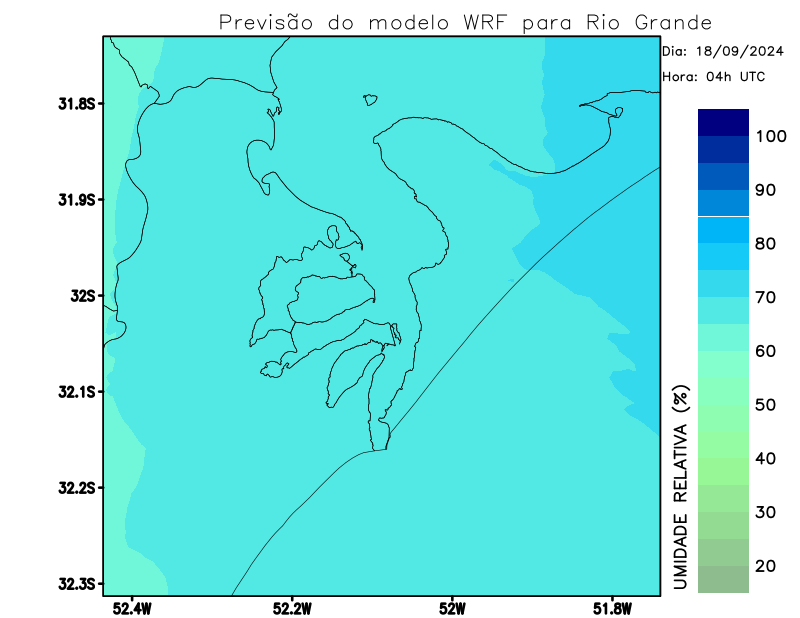 Previsão do modelo WRF para Rio Grande
Dia: 18/09/2024
Hora: 04h UTC
31.8S
31.9S
32S
32.1S
32.2S
32.3S
52.4W
52.2W
52W
51.8W
UMIDADE RELATIVA (%)
100
90
80
70
60
50
40
30
20